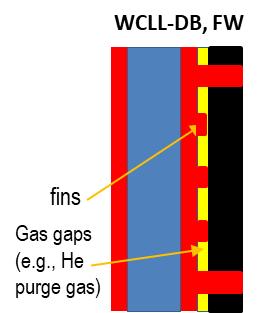 WCLL-DB, FW
fins
Gas gaps
(e.g., He
purge gas)